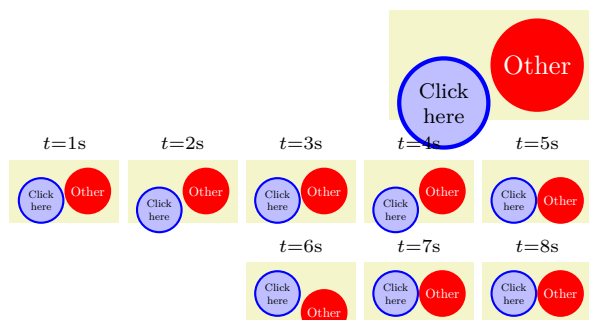 Click
here
Other
t=1s
t=2s
t=3s
t=4s
t=5s
Click
here
Other
Click
here
Other
Click
here
Other
Click
here
Other
Click
here
Other
t=6s
t=7s
t=8s
Click
here
Other
Click
here
Other
Click
here
Other